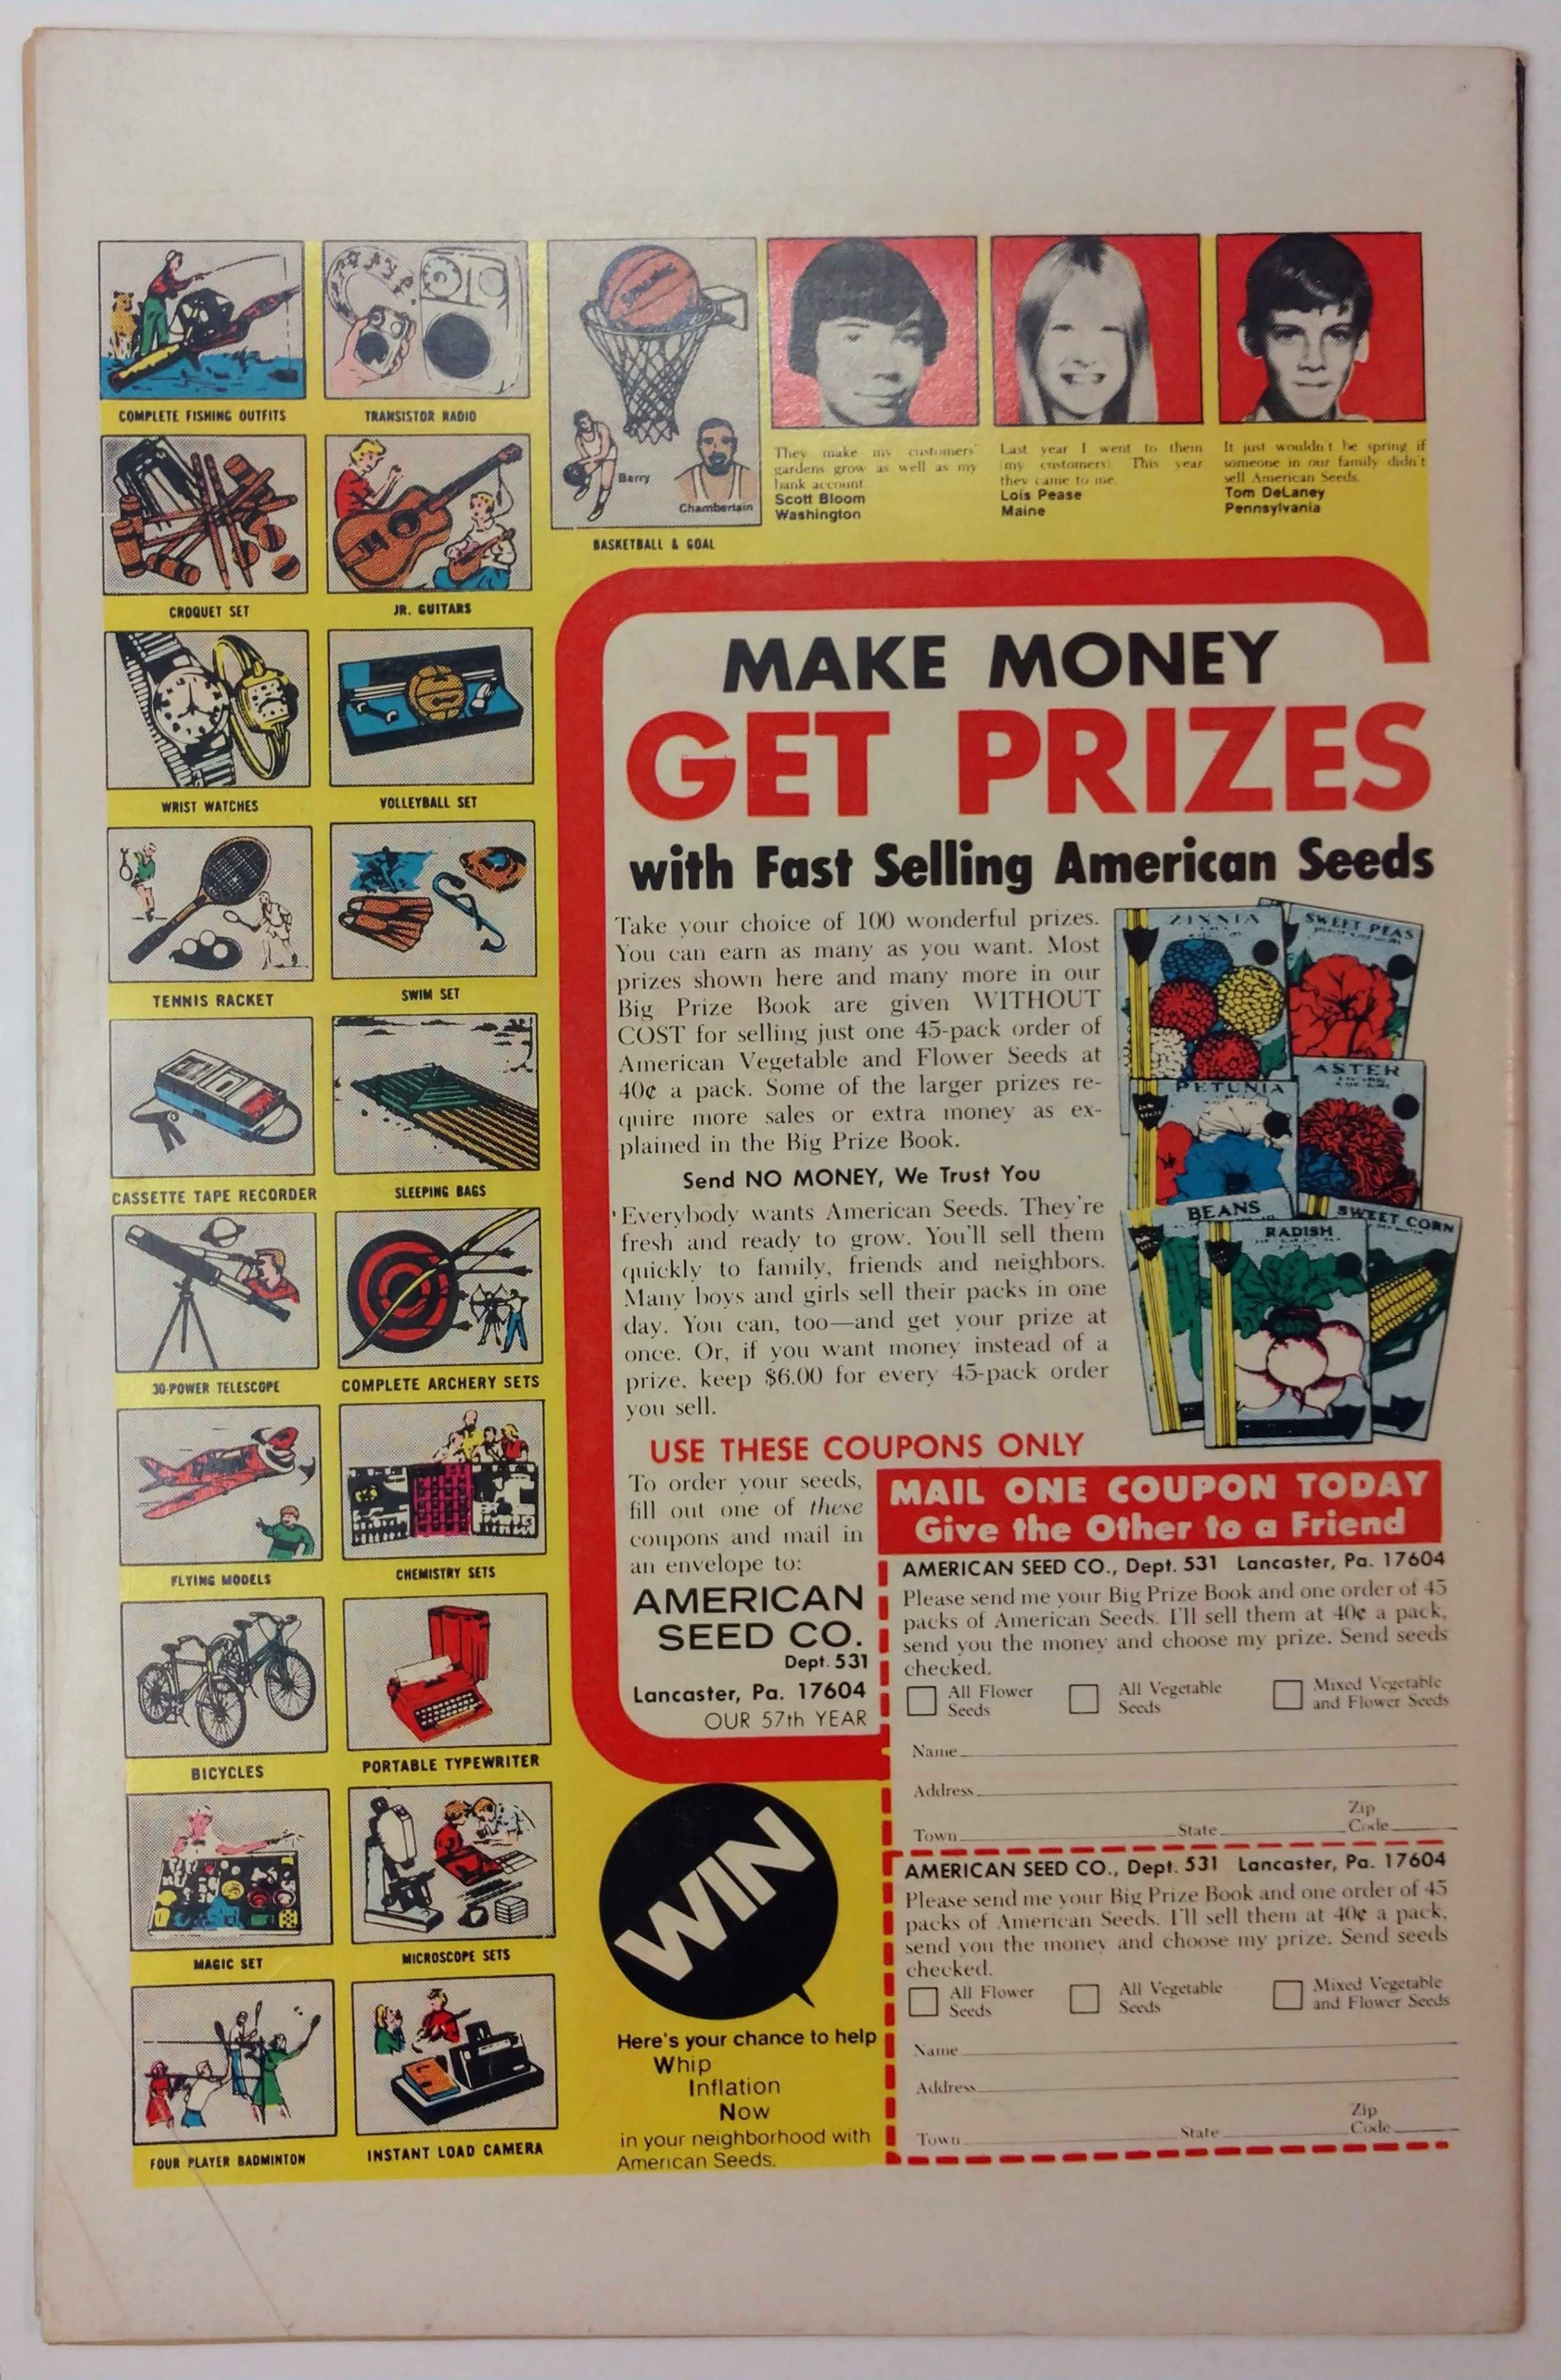 COMPLETE FISHING OUTFITS
TRANSISTOR RADIO
CROQUET SET
JR. GUITARS
WRIST WATCHES
VOLLEYBALL SET
TENNIS RACKET
SWIM SET
CASSETTE TAPE RECORDER
SLEEPING BAGS
30-POWER TELESCOPE
COMPLETE ARCHERY SETS
FLYING MODELS
CHEMISTRY SETS
BICYCLES
PORTABLE TYPEWRITER
MAGIC SET
MICROSCOPE SETS
FOUR PLAYER BADMINTON
INSTANT LOAD CAMERA
Barry
Chamberlain
BASKETBALL & GOAL
They make my customers'
gardens grow as well as my
bank account.
Scott Bloom
Washington
Last year I went to them
(my customers). This year
they came to me.
Lois Pease
Maine
It just wouldn't be spring if
someone in our family didn't
sell American Seeds.
Tom DeLaney
Pennsylvania
MAKE MONEY
GET PRIZES
with Fast Selling American Seeds
Take your choice of 100 wonderful prizes.
You can earn as many as you want. Most
prizes shown here and many more in our
Big Prize Book are given WITHOUT
COST for selling just one 45-pack order of
American Vegetable and Flower Seeds at
40¢ a pack. Some of the larger prizes re-
quire more sales or extra money as ex-
plained in the Big Prize Book.
Send NO MONEY, We Trust You
Everybody wants American Seeds. They're
fresh and ready to grow. You'll sell them
quickly to family, friends and neighbors.
Many boys and girls sell their packs in one
day. You can, too—and get your prize at
once. Or, if you want money instead of a
prize, keep $6.00 for every 45-pack order
you sell.
ZINNIA
SWEET PEAS
PETUNIA
ASTER
BEANS
RADISH
SWEET CORN
USE THESE COUPONS ONLY
To order your seeds,
fill out one of these
coupons and mail in
an envelope to:
AMERICAN
SEED CO.
Dept. 531
Lancaster, Pa. 17604
OUR 57th YEAR
MAIL ONE COUPON TODAY
Give the Other to a Friend
AMERICAN SEED CO., Dept. 531 Lancaster, Pa. 17604
Please send me your Big Prize Book and one order of 45
packs of American Seeds. I'll sell them at 40¢ a pack,
send you the money and choose my prize. Send seeds
checked.
All Flower Seeds
All Vegetable Seeds
Mixed Vegetable and Flower Seeds
Name
Address
Town State Zip Code
AMERICAN SEED CO., Dept. 531 Lancaster, Pa. 17604
Please send me your Big Prize Book and one order of 45
packs of American Seeds. I'll sell them at 40¢ a pack,
send you the money and choose my prize. Send seeds
checked.
All Flower Seeds
All Vegetable Seeds
Mixed Vegetable and Flower Seeds
Name
Address
Town State Zip Code
WIN
Here's your chance to help
Whip
Inflation
Now
in your neighborhood with
American Seeds.